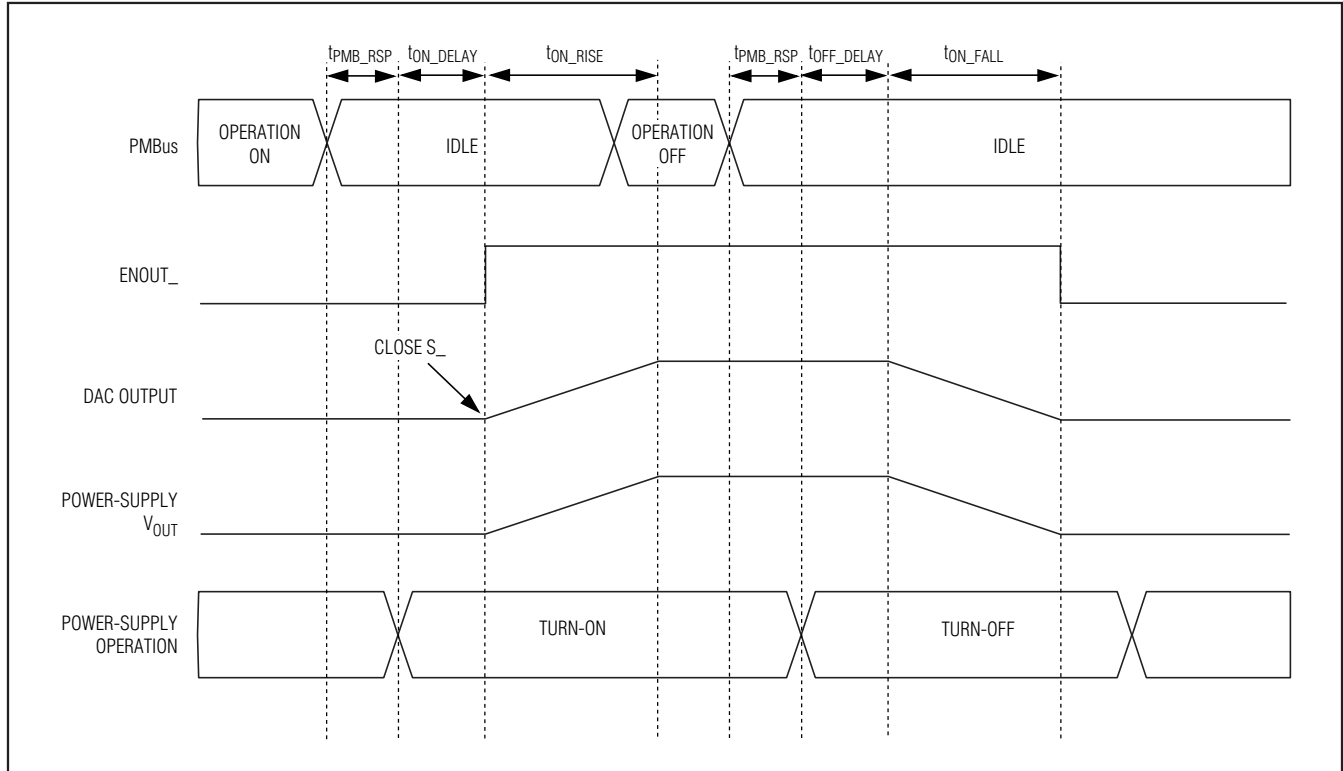 tPMB_RSP tON_DELAY tON_RISE tPMB_RSP tOFF_DELAY tON_FALL
PMBus
OPERATION
ON
IDLE
OPERATION
OFF
IDLE
ENOUT_
CLOSE S_
DAC OUTPUT
POWER-SUPPLY
VOUT
POWER-SUPPLY
OPERATION
TURN-ON
TURN-OFF